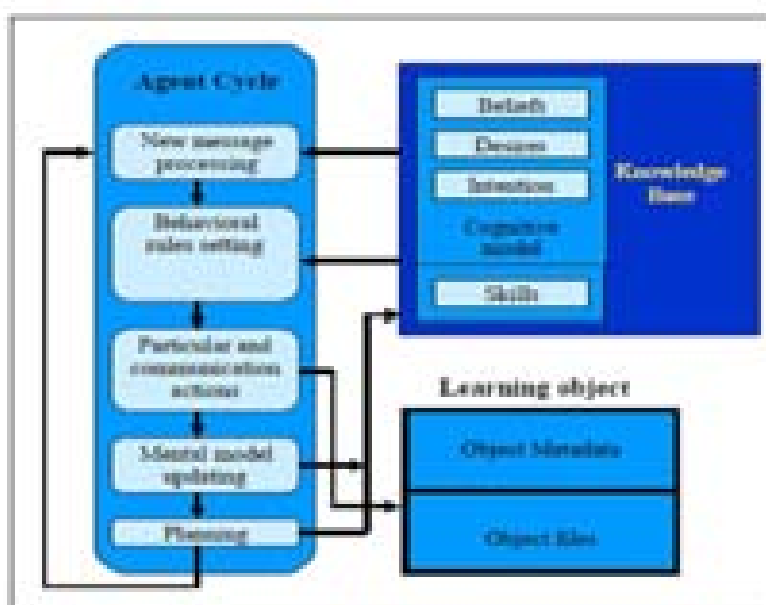 Agent Cycle
New message
processing
Behavioral
rules setting
Particular and
communication
actions
Mental model
updating
Planning
Beliefs
Desires
Intention
Cognitive
model
Skills
Knowledge
Base
Learning object
Object Metadata
Object files